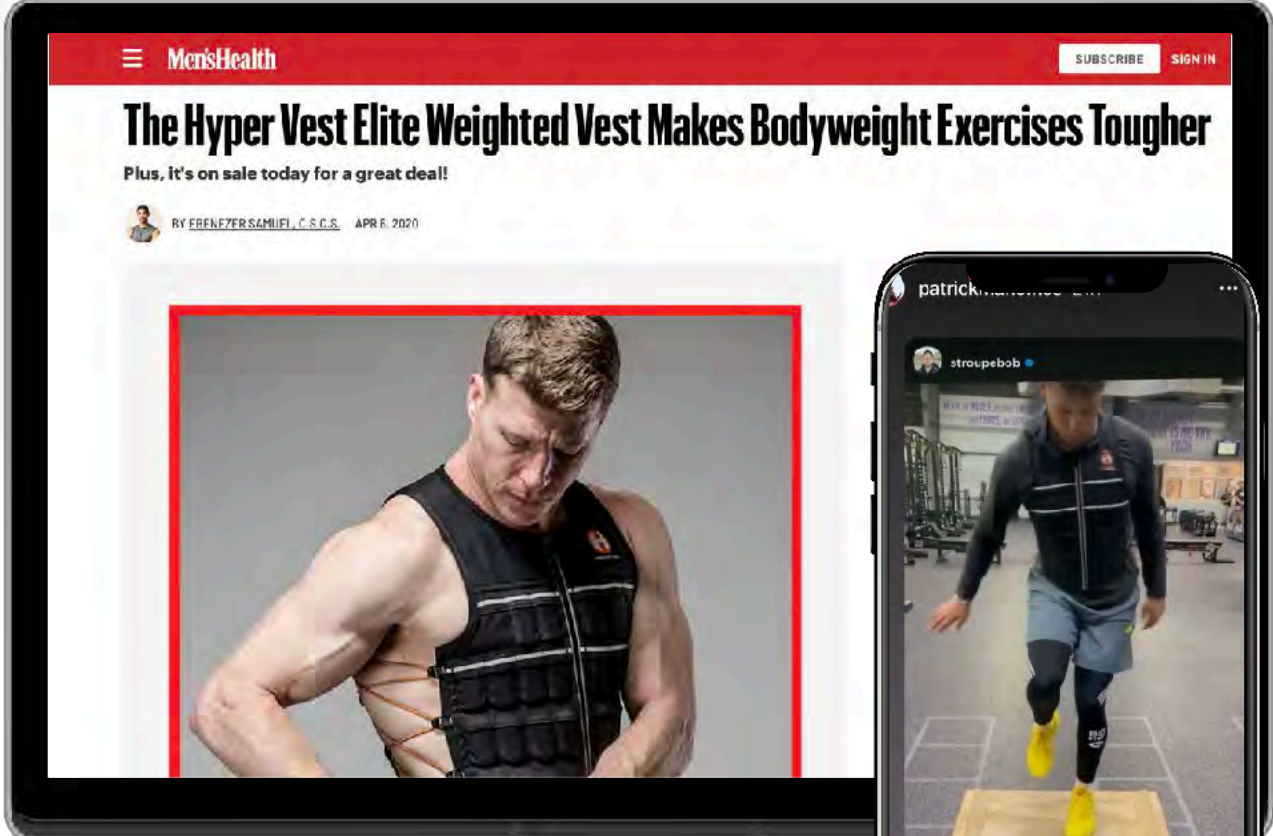 Men'sHealth
SUBSCRIBE
SIGN IN
The Hyper Vest Elite Weighted Vest Makes Bodyweight Exercises Tougher
Plus, it's on sale today for a great deal!
BY EBENEZER SAMUEL, C.S.C.S. APR 6, 2020
stroupebob